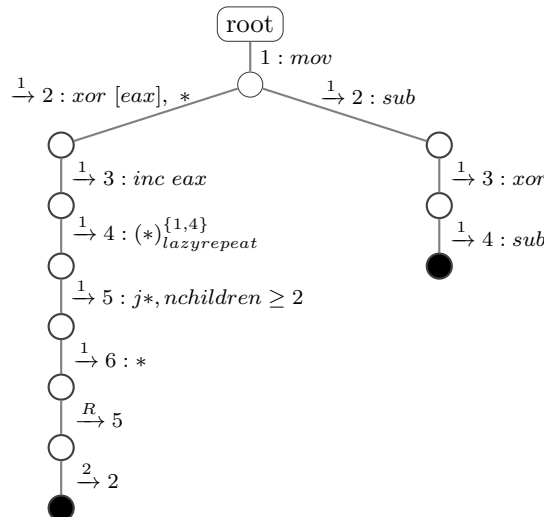 root
1 : mov
1→ 2 : xor [eax], *
1→ 2 : sub
1→ 3 : inc eax
1→ 3 : xor
1→ 4 : (*){1,4}lazyrepeat
1→ 4 : sub
1→ 5 : j*, nchildren ≥ 2
1→ 6 : *
R→ 5
2→ 2